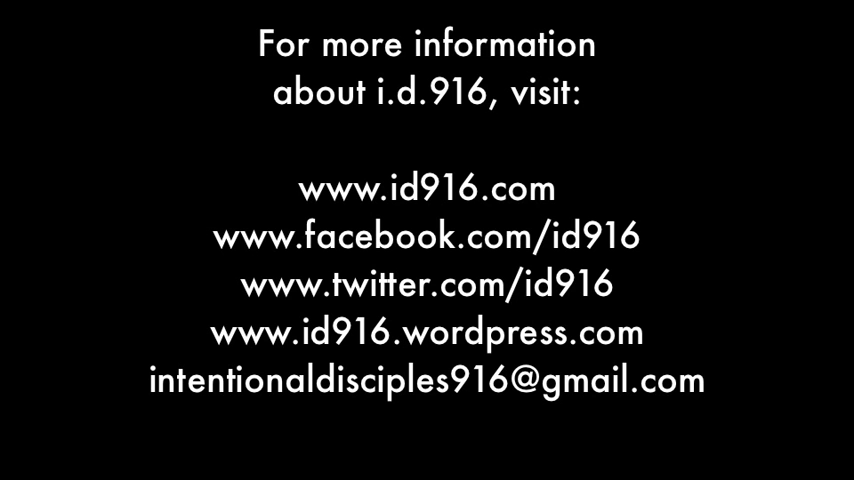 For more information
about i.d.916, visit:
www.id916.com
www.facebook.com/id916
www.twitter.com/id916
www.id916.wordpress.com
intentionaldisciples916@gmail.com